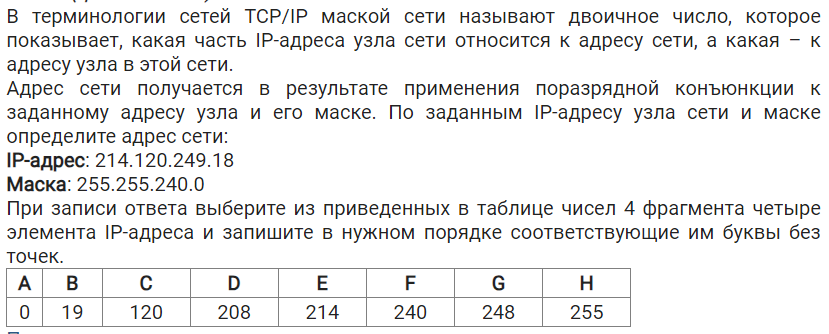 В терминологии сетей TCP/IP маской сети называют двоичное число, которое
показывает, какая часть IP-адреса узла сети относится к адресу сети, а какая – к
адресу узла в этой сети.
Адрес сети получается в результате применения поразрядной конъюнкции к
заданному адресу узла и его маске. По заданным IP-адресу узла сети и маске
определите адрес сети:
IP-адрес: 214.120.249.18
Маска: 255.255.240.0
При записи ответа выберите из приведенных в таблице чисел 4 фрагмента четыре
элемента IP-адреса и запишите в нужном порядке соответствующие им буквы без
точек.
A B C D E F G H
0 19 120 208 214 240 248 255